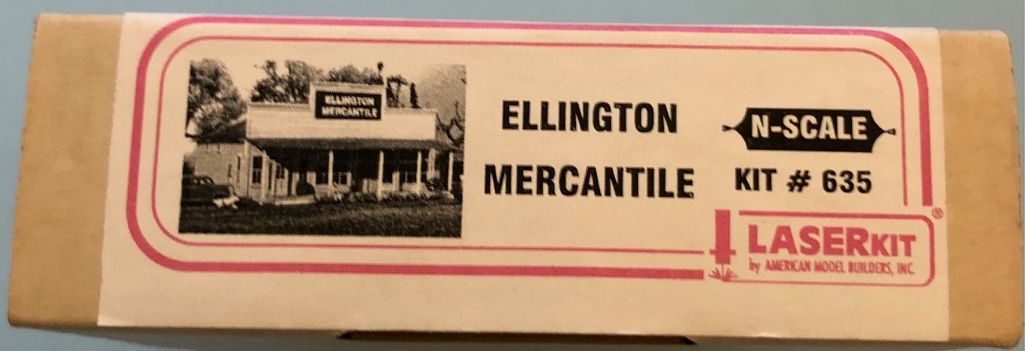 ELLINGTON
MERCANTILE
ELLINGTON
MERCANTILE
N-SCALE
KIT # 635
LASERKIT®
by AMERICAN MODEL BUILDERS, INC.